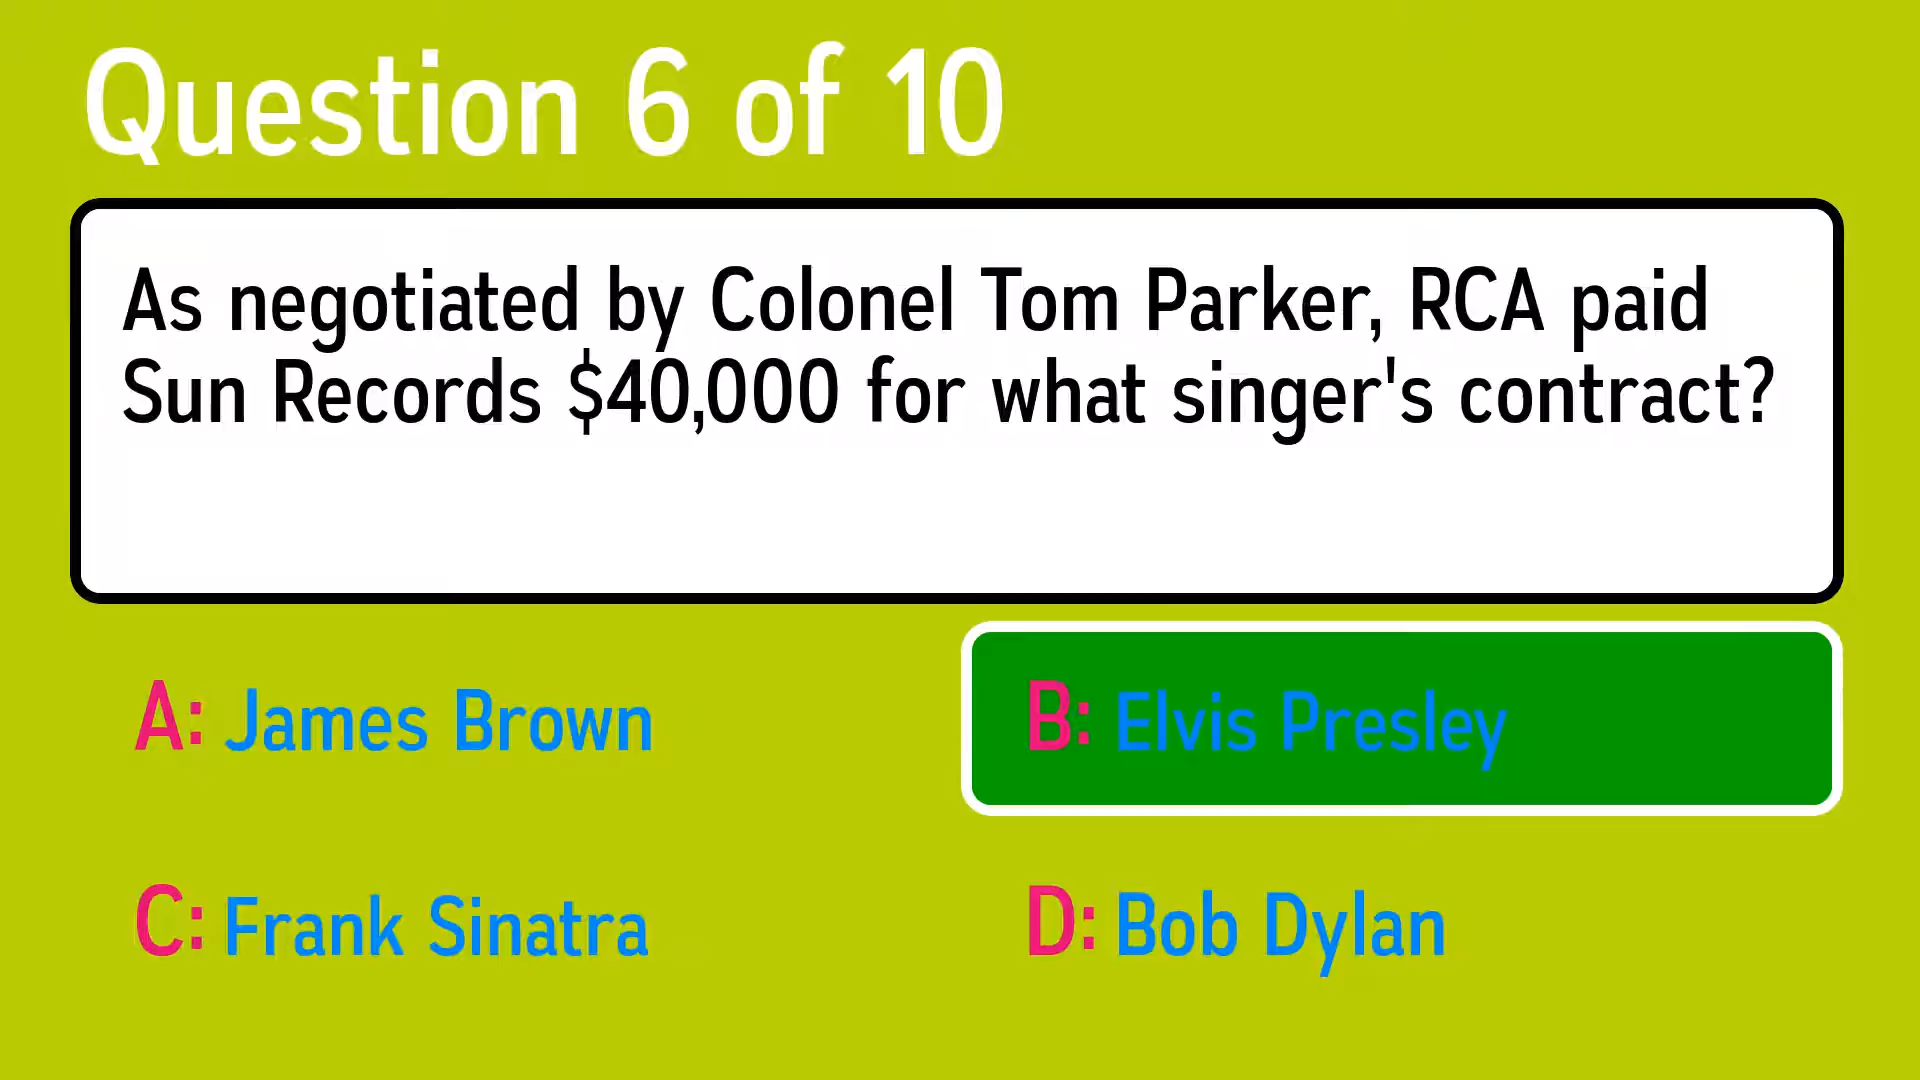 Question 6 of 10
As negotiated by Colonel Tom Parker, RCA paid
Sun Records $40,000 for what singer's contract?
A: James Brown
B: Elvis Presley
C: Frank Sinatra
D: Bob Dylan